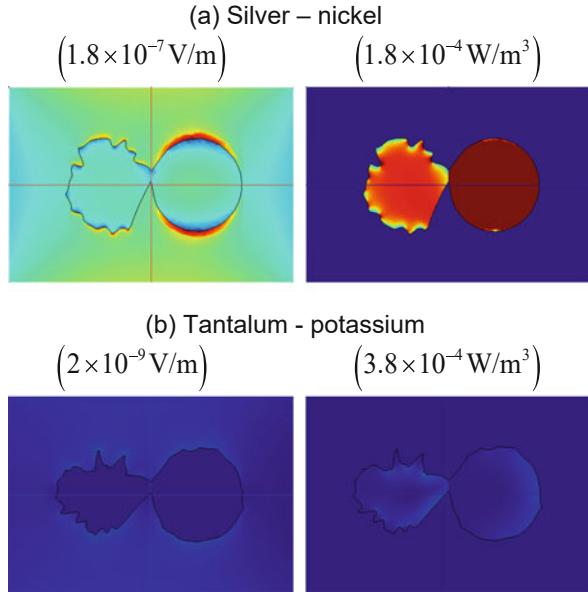 (a) Silver – nickel
(1.8×10⁻⁷ V/m) (1.8×10⁻⁴ W/m³)
(b) Tantalum - potassium
(2×10⁻⁹ V/m) (3.8×10⁻⁴ W/m³)